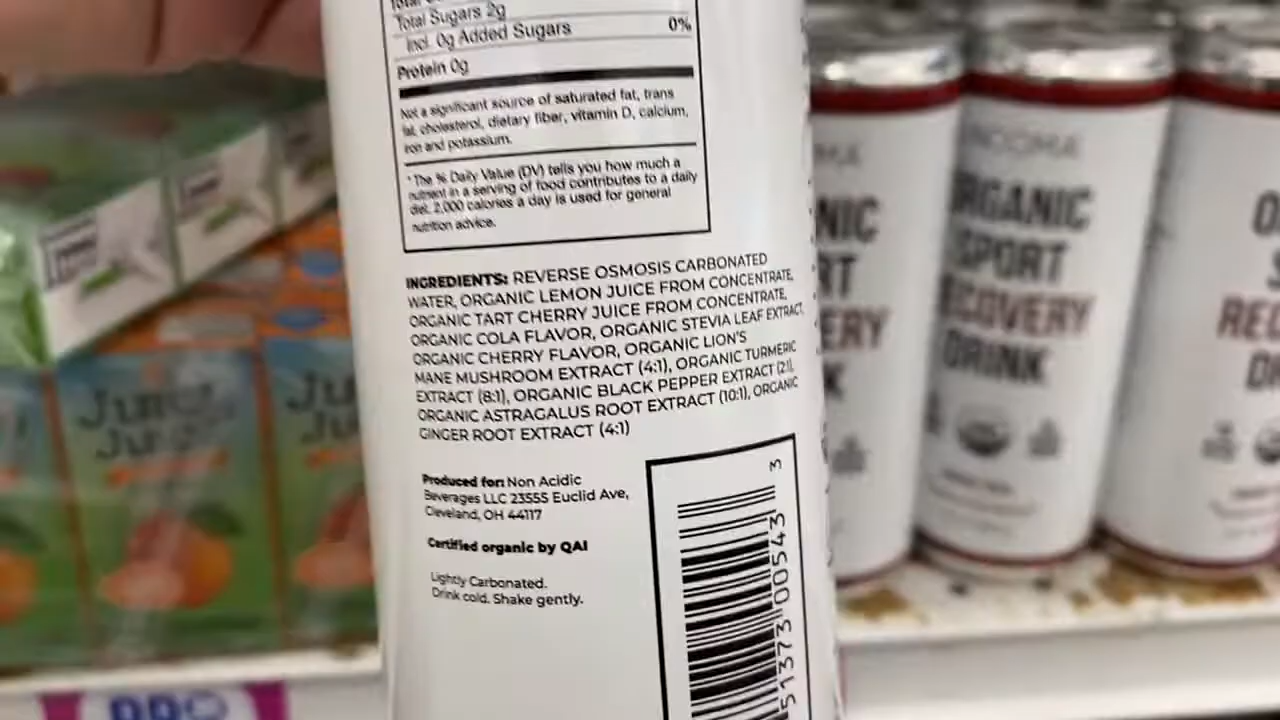 Total Sugars 2g
Incl. 0g Added Sugars 0%
Protein 0g
Not a significant source of saturated fat, trans
fat, cholesterol, dietary fiber, vitamin D, calcium,
iron and potassium.
*The % Daily Value (DV) tells you how much a
nutrient in a serving of food contributes to a daily
diet. 2,000 calories a day is used for general
nutrition advice.
INGREDIENTS: REVERSE OSMOSIS CARBONATED
WATER, ORGANIC LEMON JUICE FROM CONCENTRATE,
ORGANIC TART CHERRY JUICE FROM CONCENTRATE,
ORGANIC COLA FLAVOR, ORGANIC STEVIA LEAF EXTRACT,
ORGANIC CHERRY FLAVOR, ORGANIC LION'S
MANE MUSHROOM EXTRACT (4:1), ORGANIC TURMERIC
EXTRACT (8:1), ORGANIC BLACK PEPPER EXTRACT (2:1),
ORGANIC ASTRAGALUS ROOT EXTRACT (10:1), ORGANIC
GINGER ROOT EXTRACT (4:1)
Produced for: Non Acidic
Beverages LLC 23555 Euclid Ave,
Cleveland, OH 44117
Certified organic by QAI
Lightly Carbonated.
Drink cold. Shake gently.
51373 00543 3
NIC
RT
ERY
K
ORGANIC
SPORT
RECOVERY
DRINK
O
S
REC
DR